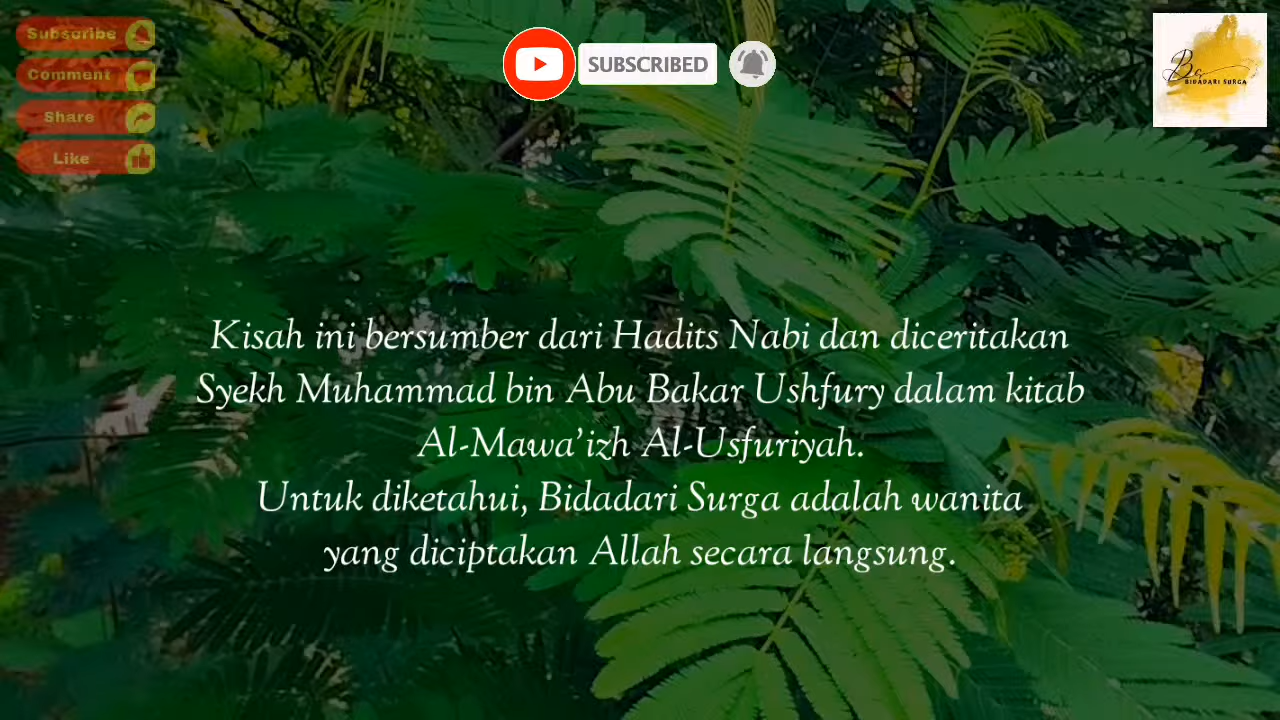 Subscribe
Comment
Share
Like
SUBSCRIBED
BIDADARI SURGA
Kisah ini bersumber dari Hadits Nabi dan diceritakan
Syekh Muhammad bin Abu Bakar Ushfury dalam kitab
Al-Mawa'izh Al-Usfuriyah.
Untuk diketahui, Bidadari Surga adalah wanita
yang diciptakan Allah secara langsung.